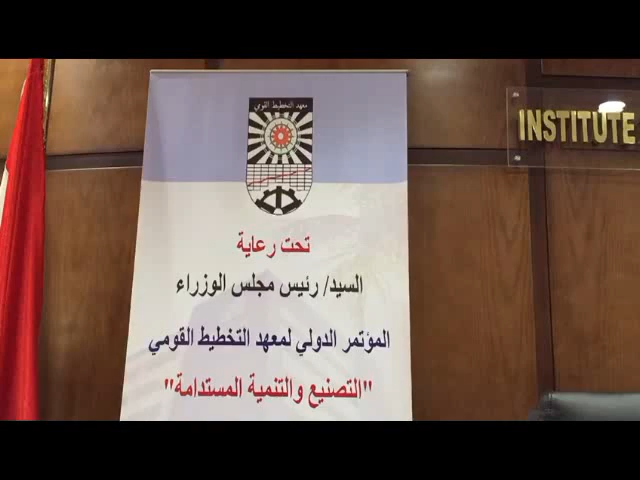 معهد التخطيط القومي
تحت رعاية
السيد/ رئيس مجلس الوزراء
المؤتمر الدولي لمعهد التخطيط القومي
"التصنيع والتنمية المستدامة"
INSTITUTE